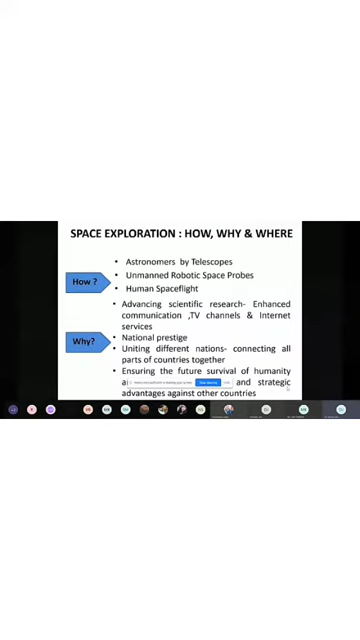 SPACE EXPLORATION : HOW, WHY & WHERE
• Astronomers by Telescopes
How ?
• Unmanned Robotic Space Probes
• Human Spaceflight
• Advancing scientific research- Enhanced
communication ,TV channels & Internet
services
Why?
• National prestige
• Uniting different nations- connecting all
parts of countries together
• Ensuring the future survival of humanity
and strategic
advantages against other countries